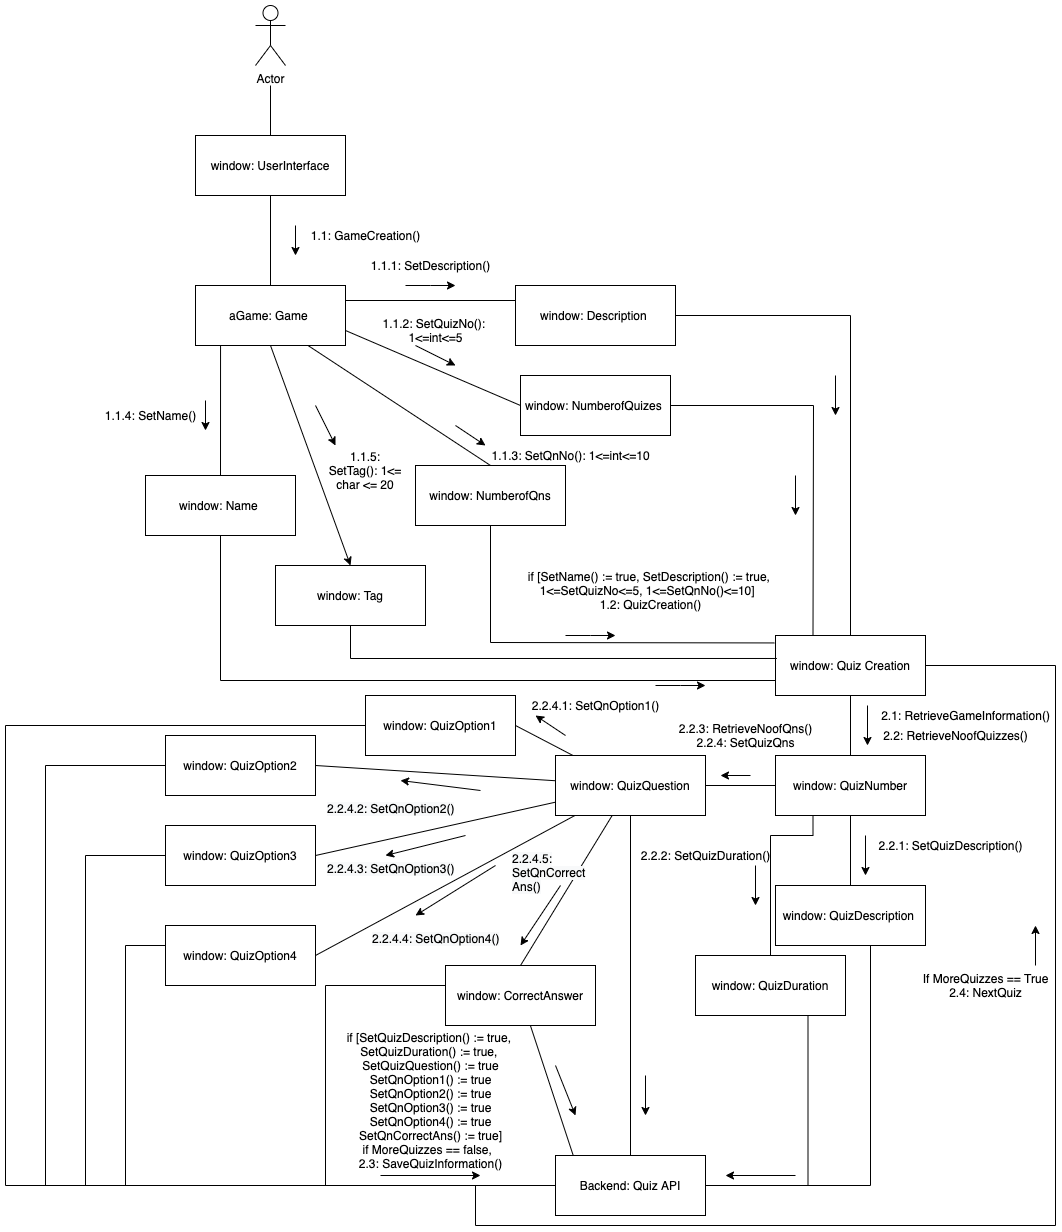 Actor
window: UserInterface
1.1: GameCreation()
1.1.1: SetDescription()
aGame: Game
window: Description
1.1.2: SetQuizNo():
1<=int<=5
window: NumberofQuizes
1.1.4: SetName()
1.1.5:
SetTag(): 1<=
char <= 20
1.1.3: SetQnNo(): 1<=int<=10
window: NumberofQns
window: Name
window: Tag
if [SetName() := true, SetDescription() := true,
1<=SetQuizNo<=5, 1<=SetQnNo()<=10]
1.2: QuizCreation()
window: Quiz Creation
2.2.4.1: SetQnOption1()
window: QuizOption1
2.2.3: RetrieveNoofQns()
2.2.4: SetQuizQns
2.1: RetrieveGameInformation()
2.2: RetrieveNoofQuizzes()
window: QuizOption2
window: QuizQuestion
window: QuizNumber
2.2.4.2: SetQnOption2()
window: QuizOption3
2.2.4.3: SetQnOption3()
2.2.4.5:
SetQnCorrect
Ans()
2.2.2: SetQuizDuration()
2.2.1: SetQuizDescription()
window: QuizDescription
2.2.4.4: SetQnOption4()
window: QuizOption4
window: CorrectAnswer
window: QuizDuration
If MoreQuizzes == True
2.4: NextQuiz
if [SetQuizDescription() := true,
SetQuizDuration() := true,
SetQuizQuestion() := true
SetQnOption1() := true
SetQnOption2() := true
SetQnOption3() := true
SetQnOption4() := true
SetQnCorrectAns() := true]
if MoreQuizzes == false,
2.3: SaveQuizInformation()
Backend: Quiz API